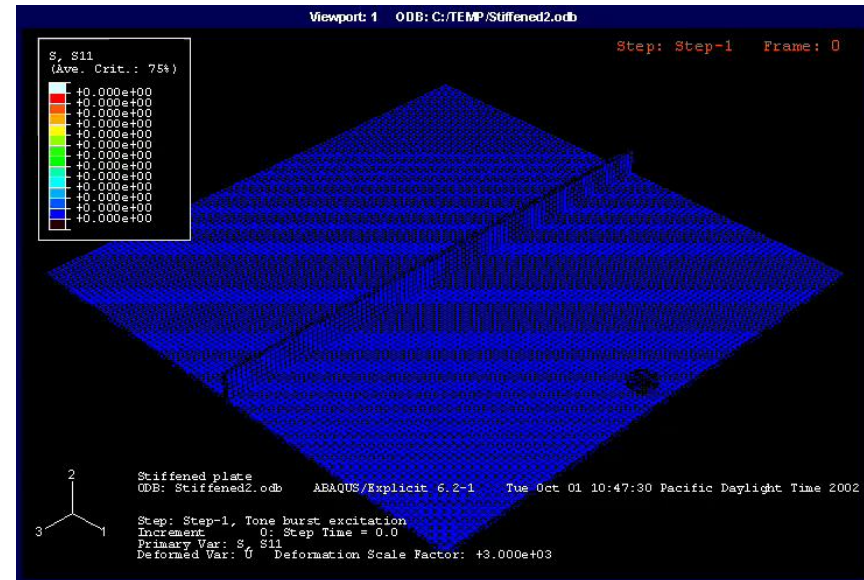 Viewport: 1 ODB: C:/TEMP/Stiffened2.odb
Step: Step-1 Frame: 0
S, S11
(Ave. Crit.: 75%)
+0.000e+00
+0.000e+00
+0.000e+00
+0.000e+00
+0.000e+00
+0.000e+00
+0.000e+00
+0.000e+00
+0.000e+00
+0.000e+00
+0.000e+00
+0.000e+00
+0.000e+00
2
3
1
Stiffened plate
ODB: Stiffened2.odb ABAQUS/Explicit 6.2-1 Tue Oct 01 10:47:30 Pacific Daylight Time 2002
Step: Step-1, Tone burst excitation
Increment 0: Step Time = 0.0
Primary Var: S, S11
Deformed Var: U Deformation Scale Factor: +3.000e+03